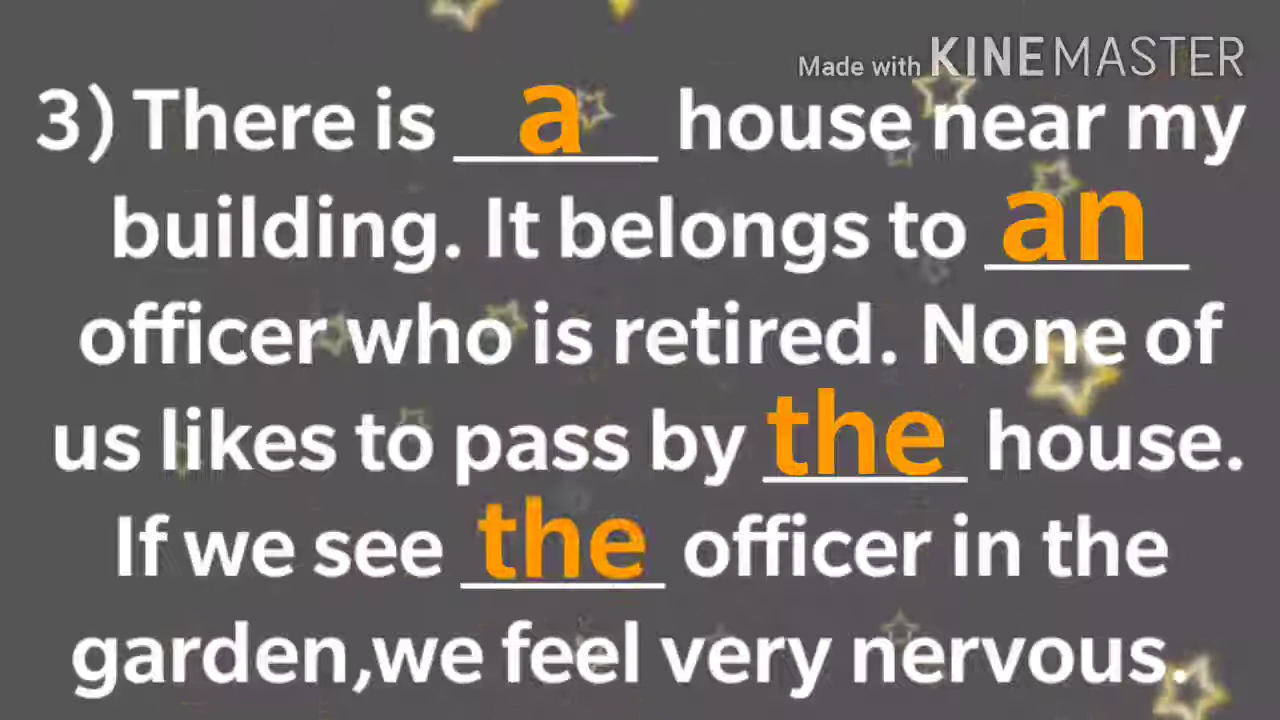 Made with KINEMASTER
3) There is a house near my
building. It belongs to an
officer who is retired. None of
us likes to pass by the house.
If we see the officer in the
garden,we feel very nervous.